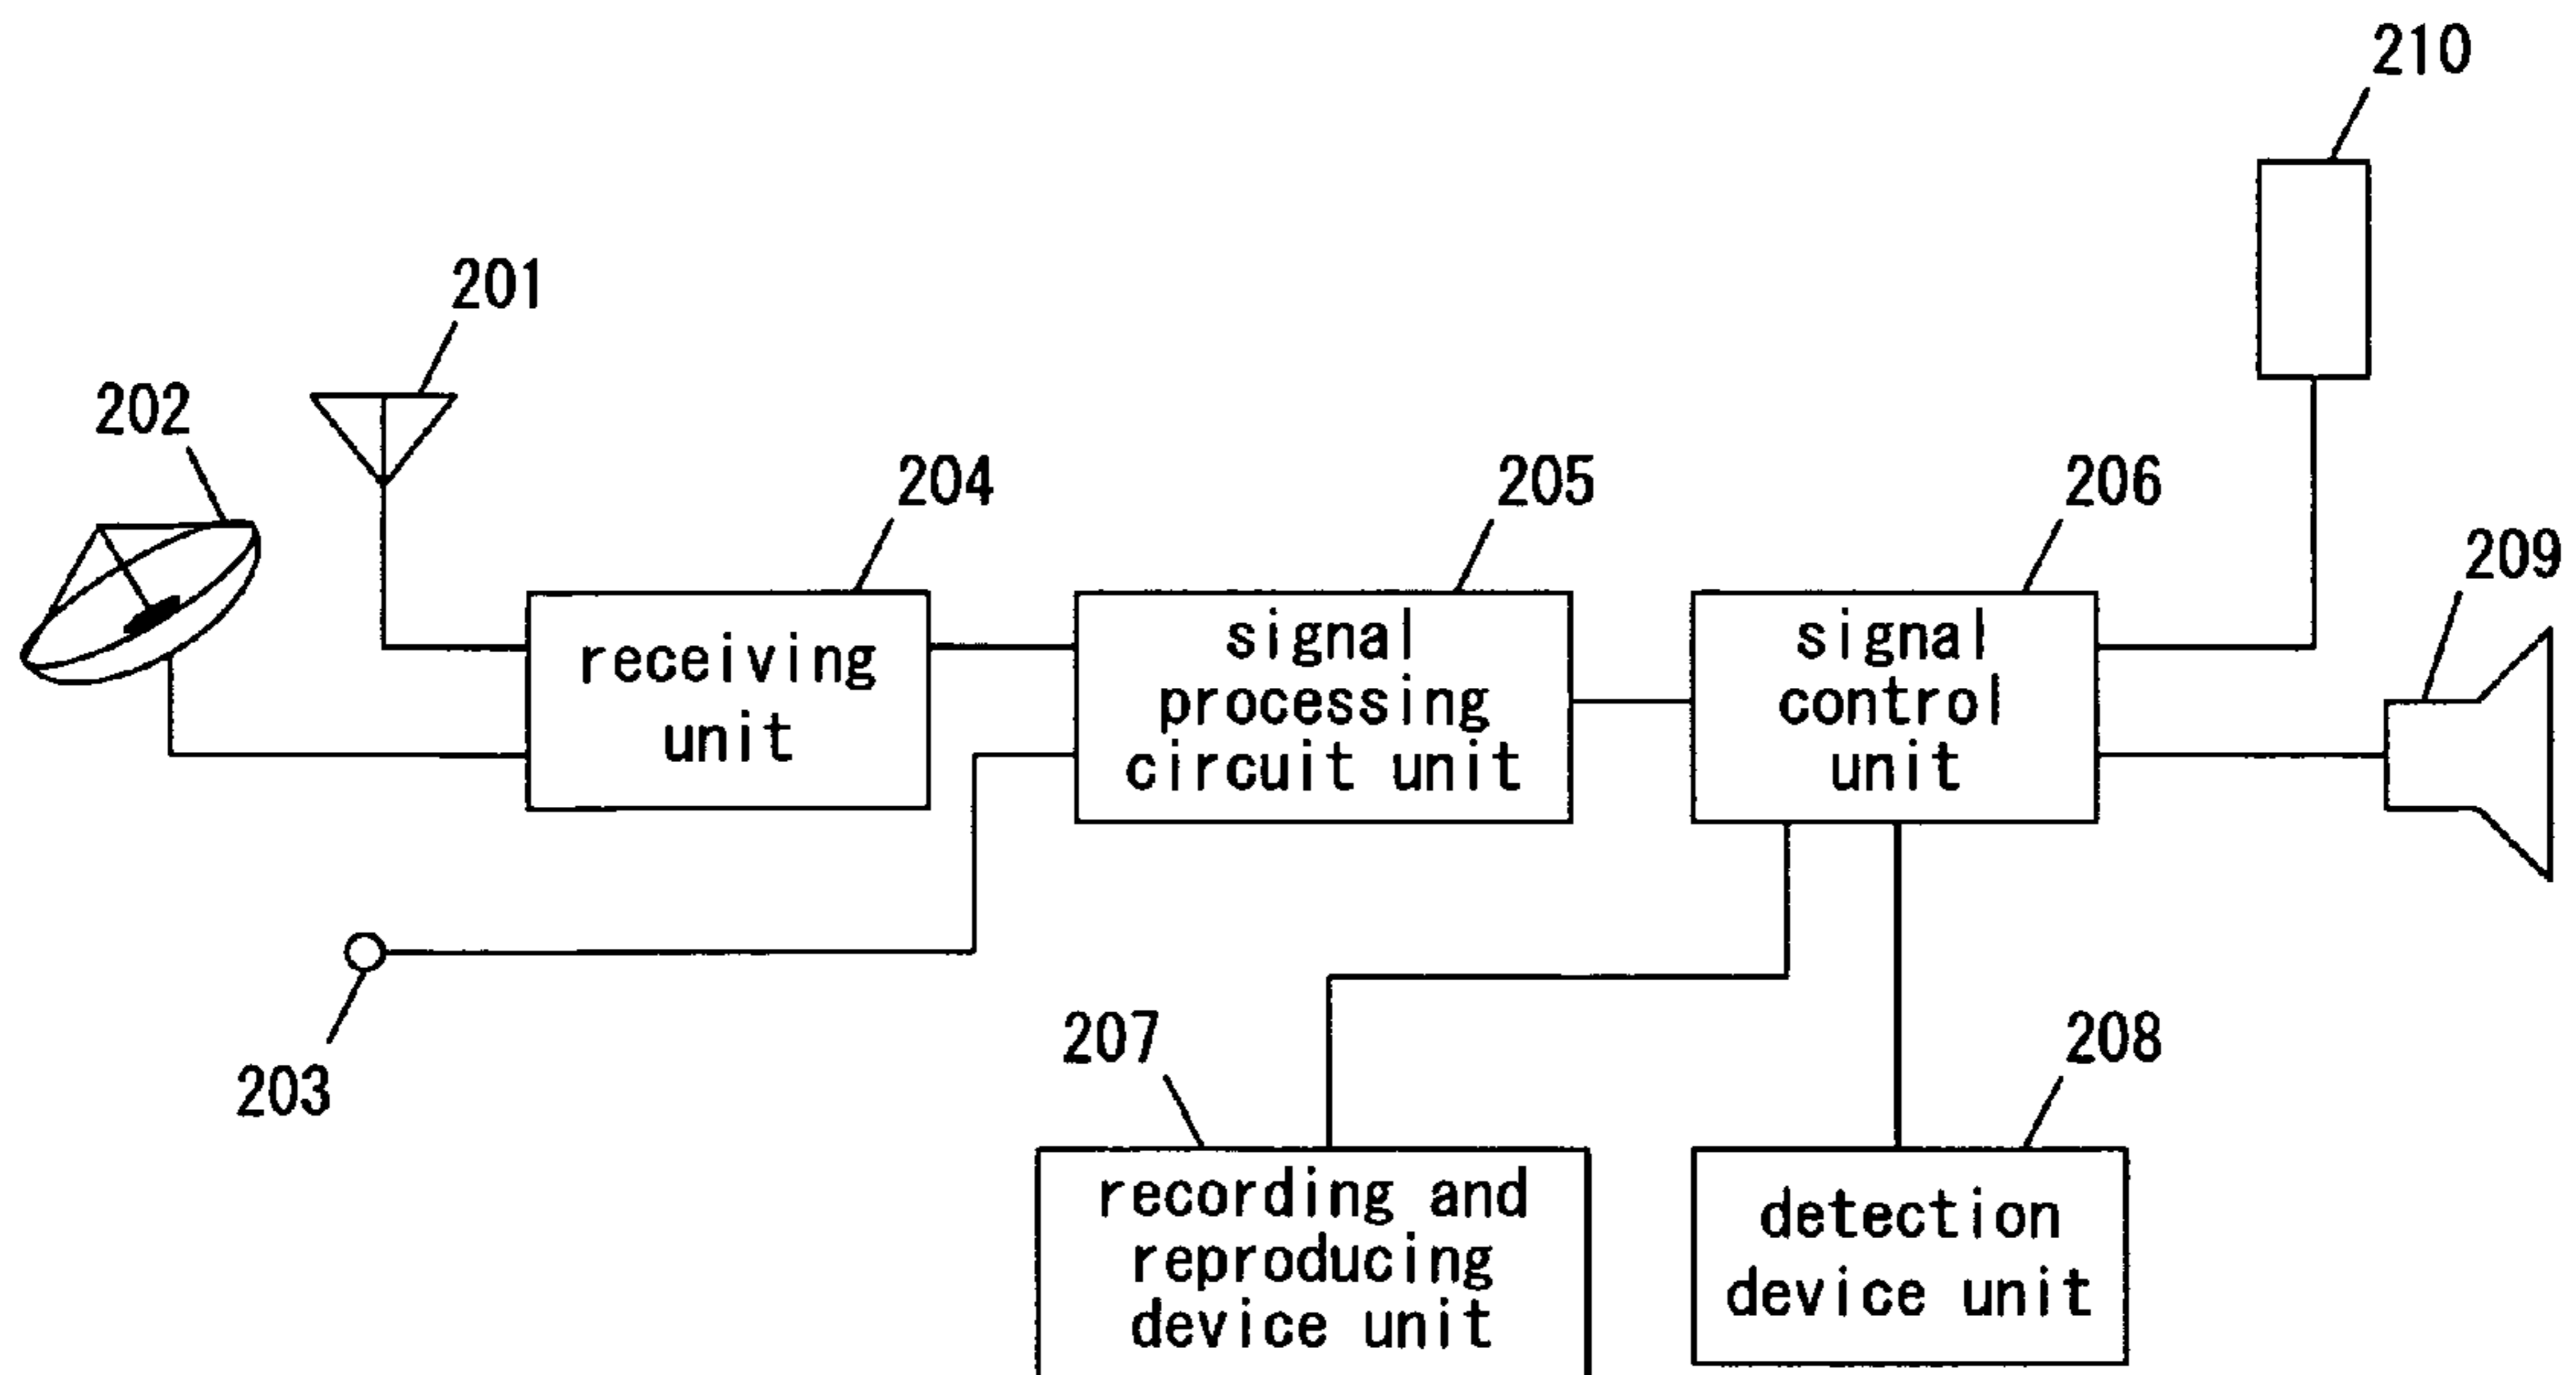 210
201
202
204
205
206
209
receiving
unit
signal
processing
circuit unit
signal
control
unit
203
207
208
recording and
reproducing
device unit
detection
device unit